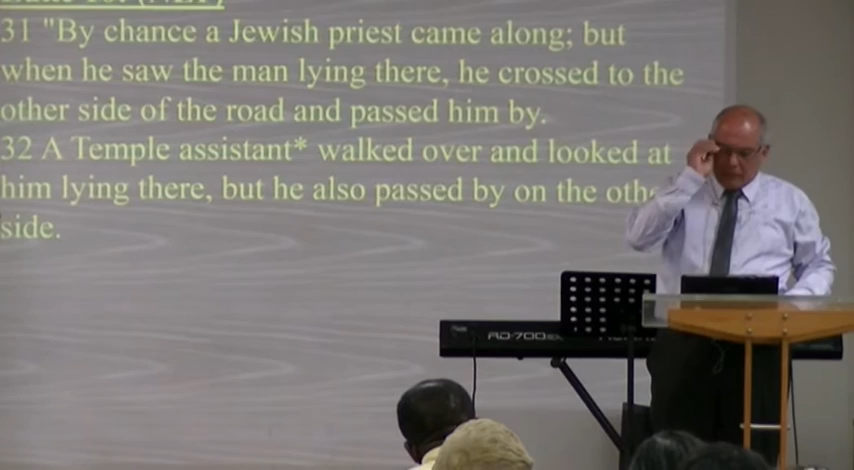 31 "By chance a Jewish priest came along; but
when he saw the man lying there, he crossed to the
other side of the road and passed him by.
32 A Temple assistant* walked over and looked at
him lying there, but he also passed by on the othe
side.
RD-700